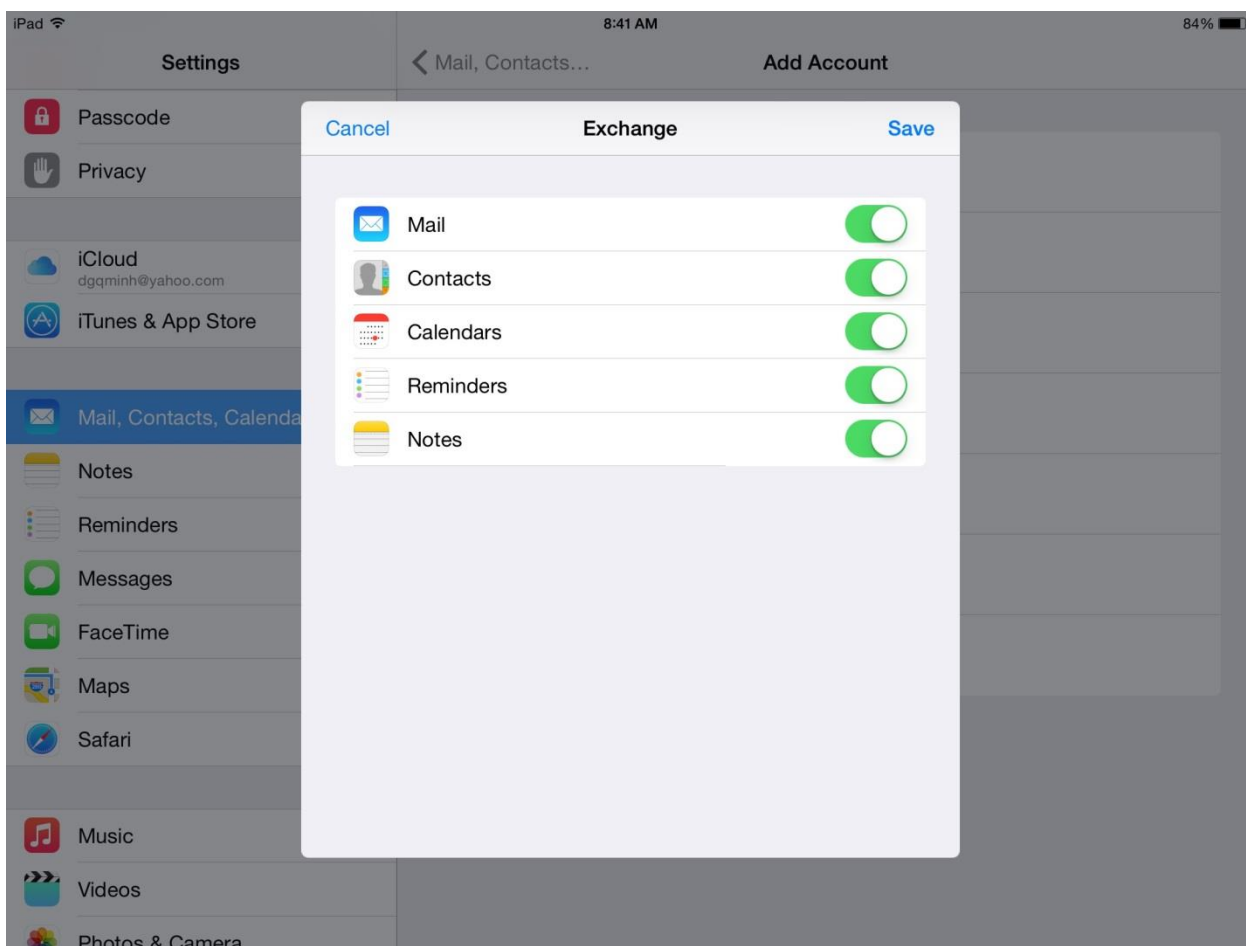 iPad
8:41 AM
84%
Settings
Mail, Contacts...
Add Account
Passcode
Privacy
iCloud
dgqminh@yahoo.com
iTunes & App Store
Mail, Contacts, Calenda
Notes
Reminders
Messages
FaceTime
Maps
Safari
Music
Videos
Photos & Camera
Cancel
Exchange
Save
Mail
Contacts
Calendars
Reminders
Notes